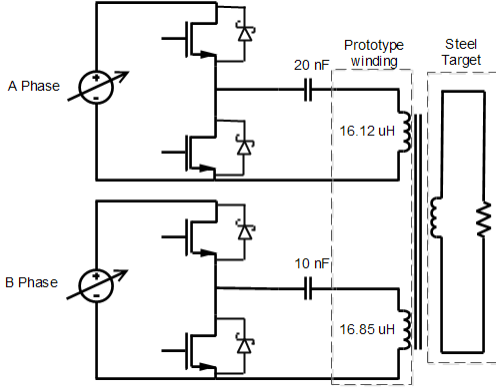 Prototype
winding
Steel
Target
20 nF
A Phase
16.12 uH
10 nF
B Phase
16.85 uH